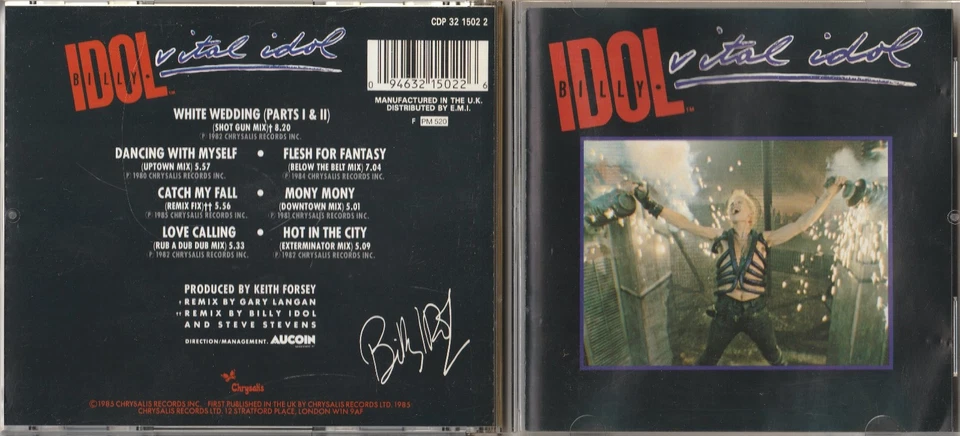 CDP 32 1502 2
BILLY·
IDOL™
vital idol
0 94632 15022 6
MANUFACTURED IN THE U.K.
DISTRIBUTED BY E.M.I.
F PM 520
WHITE WEDDING (PARTS I & II)
(SHOT GUN MIX)† 8.20
℗ 1982 CHRYSALIS RECORDS INC.
DANCING WITH MYSELF • FLESH FOR FANTASY
(UPTOWN MIX) 5.57 (BELOW THE BELT MIX) 7.04
℗ 1980 CHRYSALIS RECORDS INC. ℗ 1984 CHRYSALIS RECORDS INC.
CATCH MY FALL • MONY MONY
(REMIX FIX)†† 5.56 (DOWNTOWN MIX) 5.01
℗ 1983 CHRYSALIS RECORDS INC. ℗ 1981 CHRYSALIS RECORDS INC.
LOVE CALLING • HOT IN THE CITY
(RUB A DUB DUB MIX) 5.33 (EXTERMINATOR MIX) 5.09
℗ 1982 CHRYSALIS RECORDS INC. ℗ 1982 CHRYSALIS RECORDS INC.
PRODUCED BY KEITH FORSEY
† REMIX BY GARY LANGAN
†† REMIX BY BILLY IDOL
AND STEVE STEVENS
DIRECTION/MANAGEMENT. AUCOIN
Billy Idol
Chrysalis
© 1985 CHRYSALIS RECORDS INC. FIRST PUBLISHED IN THE UK BY CHRYSALIS RECORDS LTD. 1985
CHRYSALIS RECORDS LTD. 12 STRATFORD PLACE, LONDON W1N 9AF
BILLY·
IDOL™
vital idol